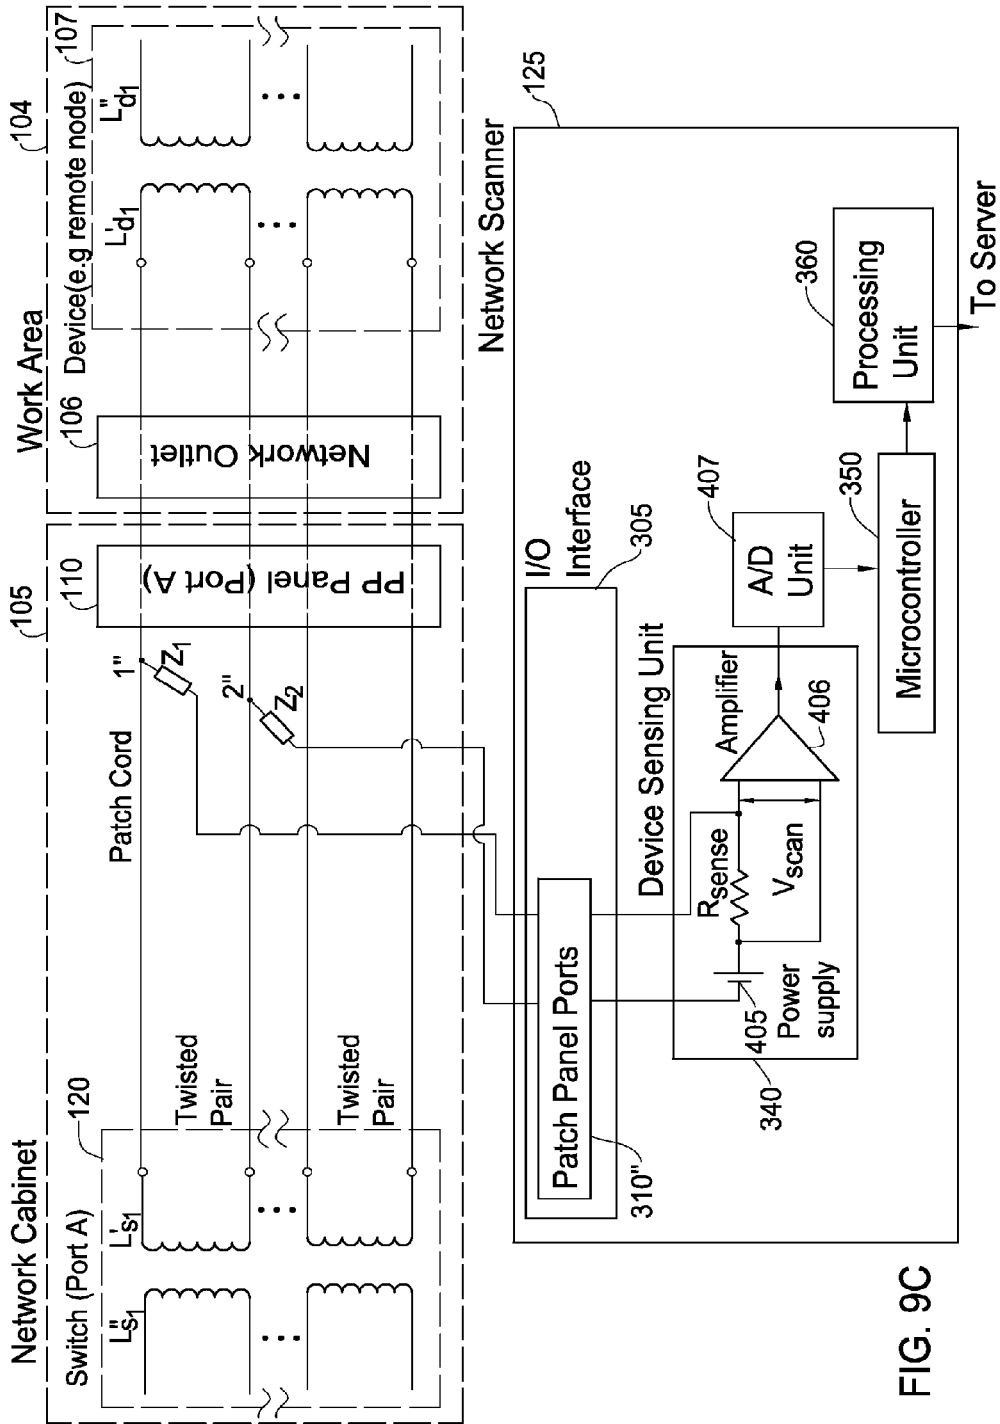 Network Cabinet
105
Work Area
104
Switch (Port A)
120
L"s1
L's1
Twisted
Pair
Twisted
Pair
Patch Cord
1"
Z1
2"
Z2
110
PP Panel (Port A)
106
Network Outlet
Device(e.g remote node)
107
L'd1
L"d1
Network Scanner
125
I/O
Interface
305
Patch Panel Ports
310"
Device Sensing Unit
340
405
Power
supply
Rsense
Vscan
Amplifier
406
A/D
Unit
407
Microcontroller
350
Processing
Unit
360
To Server
FIG. 9C